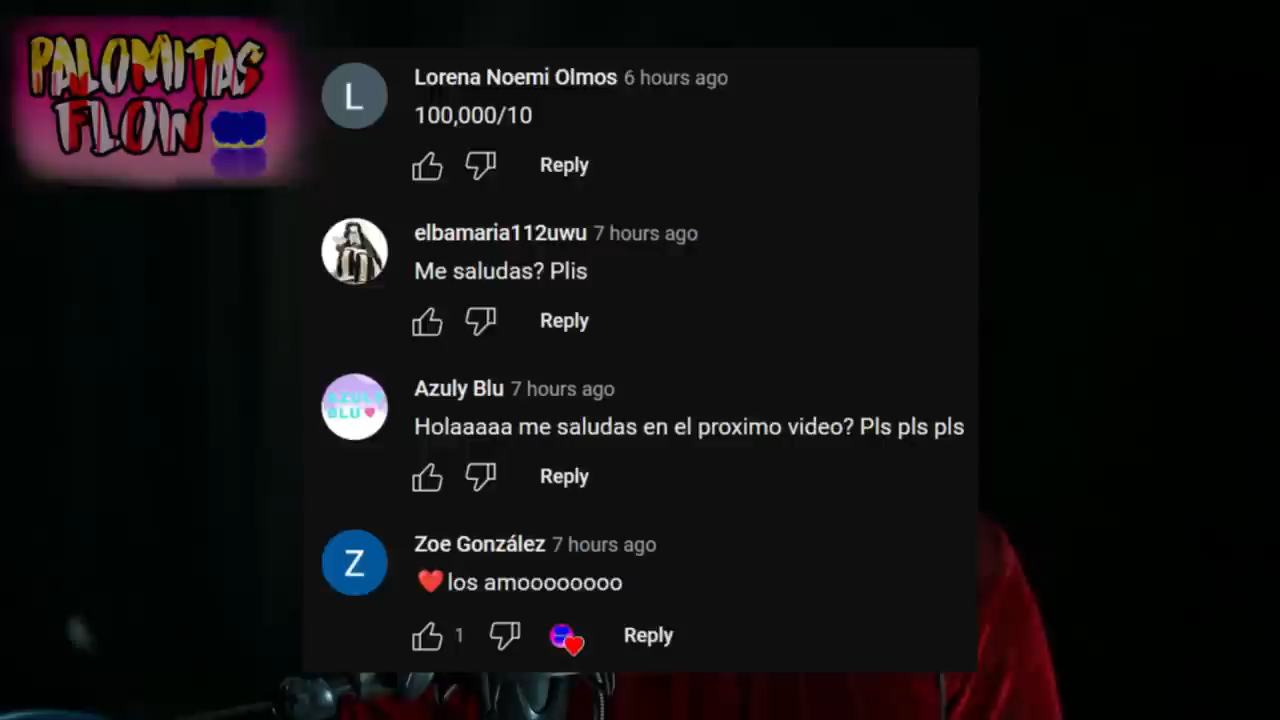 PALOMITAS
FLOW
L
Lorena Noemi Olmos 6 hours ago
100,000/10
Reply
elbamaria112uwu 7 hours ago
Me saludas? Plis
Reply
AZULY
BLU
Azuly Blu 7 hours ago
Holaaaaa me saludas en el proximo video? Pls pls pls
Reply
Z
Zoe González 7 hours ago
❤️los amoooooooo
1
Reply